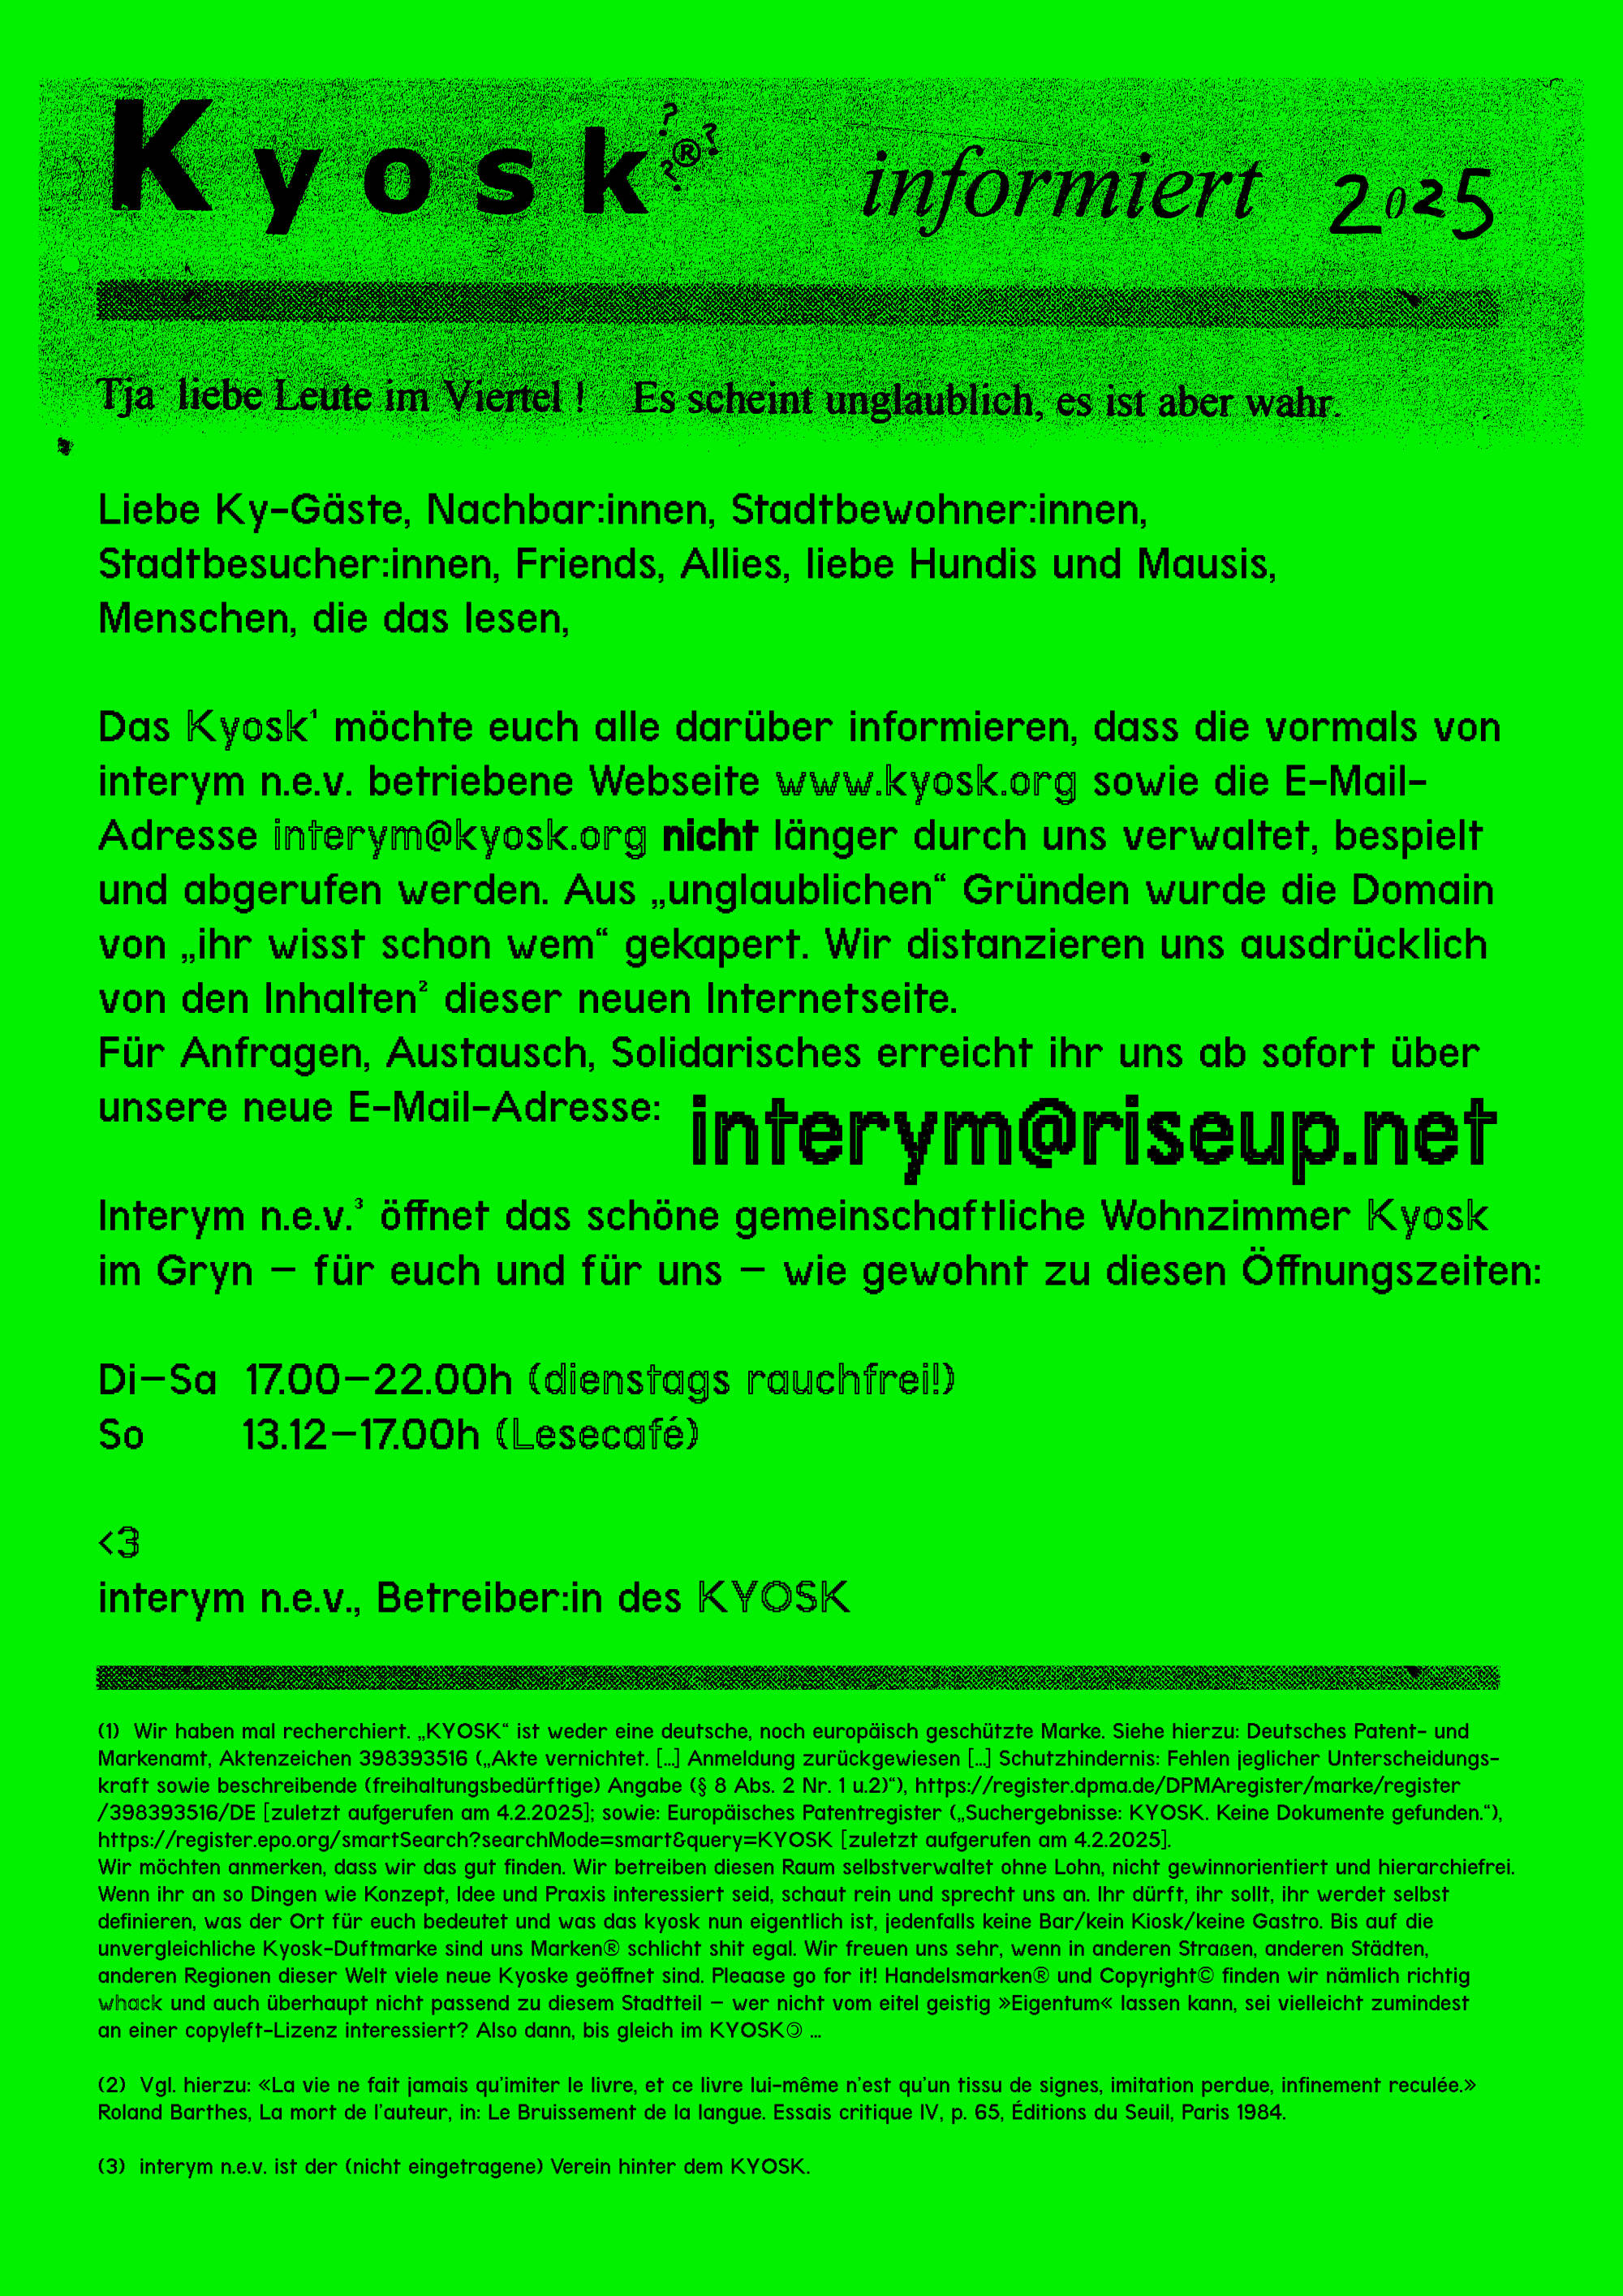 Kyosk?®?? informiert 2025
Tja liebe Leute im Viertel ! Es scheint unglaublich, es ist aber wahr.
Liebe Ky-Gäste, Nachbar:innen, Stadtbewohner:innen,
Stadtbesucher:innen, Friends, Allies, liebe Hundis und Mausis,
Menschen, die das lesen,
Das Kyosk¹ möchte euch alle darüber informieren, dass die vormals von
interym n.e.v. betriebene Webseite www.kyosk.org sowie die E-Mail-
Adresse interym@kyosk.org nicht länger durch uns verwaltet, bespielt
und abgerufen werden. Aus „unglaublichen“ Gründen wurde die Domain
von „ihr wisst schon wem“ gekapert. Wir distanzieren uns ausdrücklich
von den Inhalten² dieser neuen Internetseite.
Für Anfragen, Austausch, Solidarisches erreicht ihr uns ab sofort über
unsere neue E-Mail-Adresse: interym@riseup.net
Interym n.e.v.³ öffnet das schöne gemeinschaftliche Wohnzimmer Kyosk
im Gryn – für euch und für uns – wie gewohnt zu diesen Öffnungszeiten:
Di–Sa 17.00–22.00h (dienstags rauchfrei!)
So 13.12–17.00h (Lesecafé)
<3
interym n.e.v., Betreiber:in des KYOSK
(1) Wir haben mal recherchiert. „KYOSK“ ist weder eine deutsche, noch europäisch geschützte Marke. Siehe hierzu: Deutsches Patent- und
Markenamt, Aktenzeichen 398393516 („Akte vernichtet. [...] Anmeldung zurückgewiesen [...] Schutzhindernis: Fehlen jeglicher Unterscheidungs-
kraft sowie beschreibende (freihaltungsbedürftige) Angabe (§ 8 Abs. 2 Nr. 1 u.2)“), https://register.dpma.de/DPMAregister/marke/register
/398393516/DE [zuletzt aufgerufen am 4.2.2025]; sowie: Europäisches Patentregister („Suchergebnisse: KYOSK. Keine Dokumente gefunden.“),
https://register.epo.org/smartSearch?searchMode=smart&query=KYOSK [zuletzt aufgerufen am 4.2.2025].
Wir möchten anmerken, dass wir das gut finden. Wir betreiben diesen Raum selbstverwaltet ohne Lohn, nicht gewinnorientiert und hierarchiefrei.
Wenn ihr an so Dingen wie Konzept, Idee und Praxis interessiert seid, schaut rein und sprecht uns an. Ihr dürft, ihr sollt, ihr werdet selbst
definieren, was der Ort für euch bedeutet und was das kyosk nun eigentlich ist, jedenfalls keine Bar/kein Kiosk/keine Gastro. Bis auf die
unvergleichliche Kyosk-Duftmarke sind uns Marken® schlicht shit egal. Wir freuen uns sehr, wenn in anderen Straßen, anderen Städten,
anderen Regionen dieser Welt viele neue Kyoske geöffnet sind. Pleaase go for it! Handelsmarken® und Copyright© finden wir nämlich richtig
whack und auch überhaupt nicht passend zu diesem Stadtteil – wer nicht vom eitel geistig »Eigentum« lassen kann, sei vielleicht zumindest
an einer copyleft-Lizenz interessiert? Also dann, bis gleich im KYOSK🄯 ...
(2) Vgl. hierzu: «La vie ne fait jamais qu'imiter le livre, et ce livre lui-même n'est qu'un tissu de signes, imitation perdue, infinement reculée.»
Roland Barthes, La mort de l'auteur, in: Le Bruissement de la langue. Essais critique IV, p. 65, Éditions du Seuil, Paris 1984.
(3) interym n.e.v. ist der (nicht eingetragene) Verein hinter dem KYOSK.